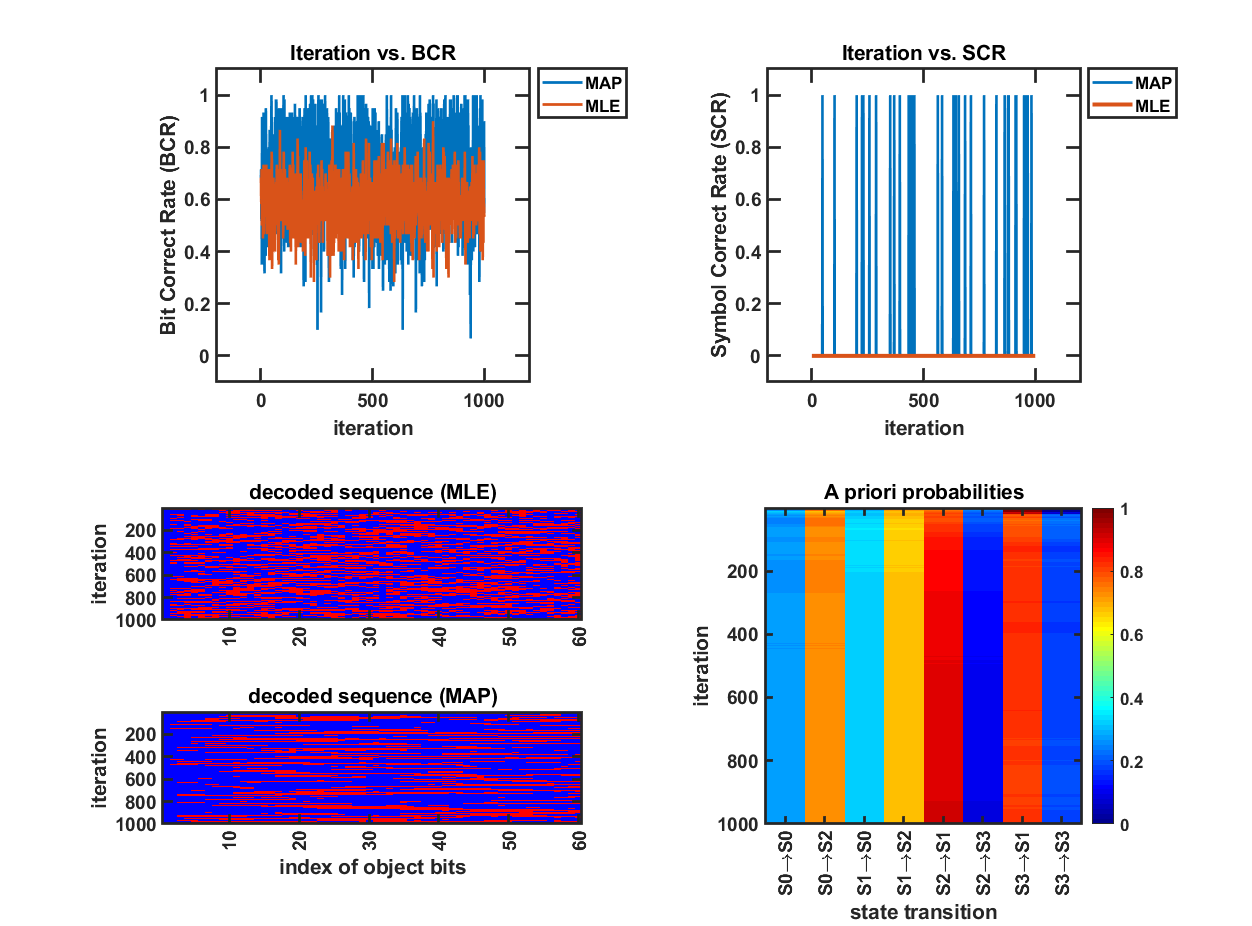 Iteration vs. BCR
Bit Correct Rate (BCR)
1
0.8
0.6
0.4
0.2
0
0 500 1000
iteration
MAP
MLE
Iteration vs. SCR
Symbol Correct Rate (SCR)
1
0.8
0.6
0.4
0.2
0
0 500 1000
iteration
MAP
MLE
decoded sequence (MLE)
iteration
200
400
600
800
1000
10 20 30 40 50 60
decoded sequence (MAP)
iteration
200
400
600
800
1000
10 20 30 40 50 60
index of object bits
A priori probabilities
iteration
200
400
600
800
1000
S0→S0 S0→S2 S1→S0 S1→S2 S2→S1 S2→S3 S3→S1 S3→S3
state transition
1
0.8
0.6
0.4
0.2
0